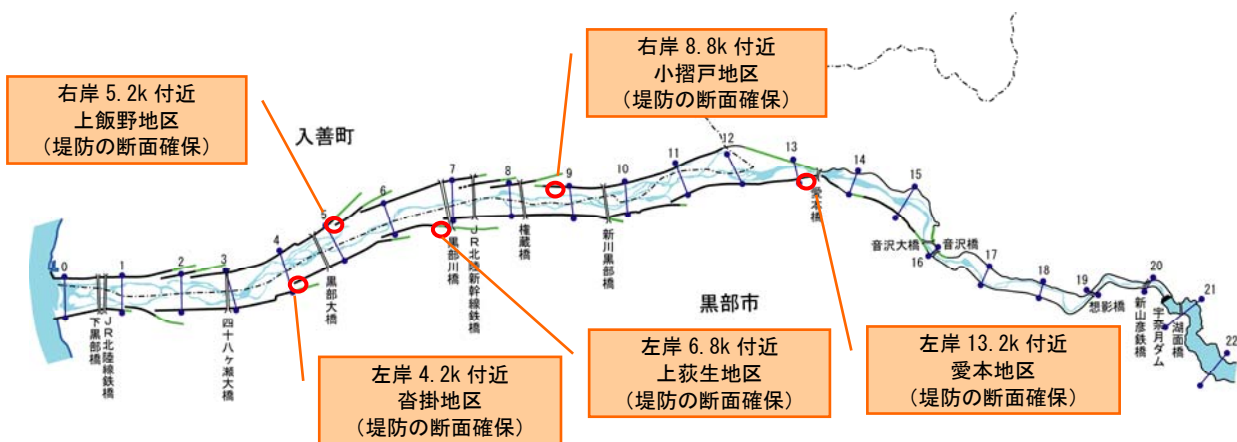 右岸 8.8k 付近
小摺戸地区
（堤防の断面確保）
右岸 5.2k 付近
上飯野地区
（堤防の断面確保）
入善町
0
1
2
3
4
5
6
7
8
9
10
11
12
13
14
15
16
17
18
19
20
21
22
下黒部橋
JR北陸線鉄橋
四十八ヶ瀬大橋
黒部大橋
黒部川橋
JR北陸新幹線鉄橋
権蔵橋
新川黒部橋
愛本橋
音沢大橋
音沢橋
想影橋
新山彦鉄橋
宇奈月ダム
湖面橋
黒部市
左岸 4.2k 付近
沓掛地区
（堤防の断面確保）
左岸 6.8k 付近
上荻生地区
（堤防の断面確保）
左岸 13.2k 付近
愛本地区
（堤防の断面確保）